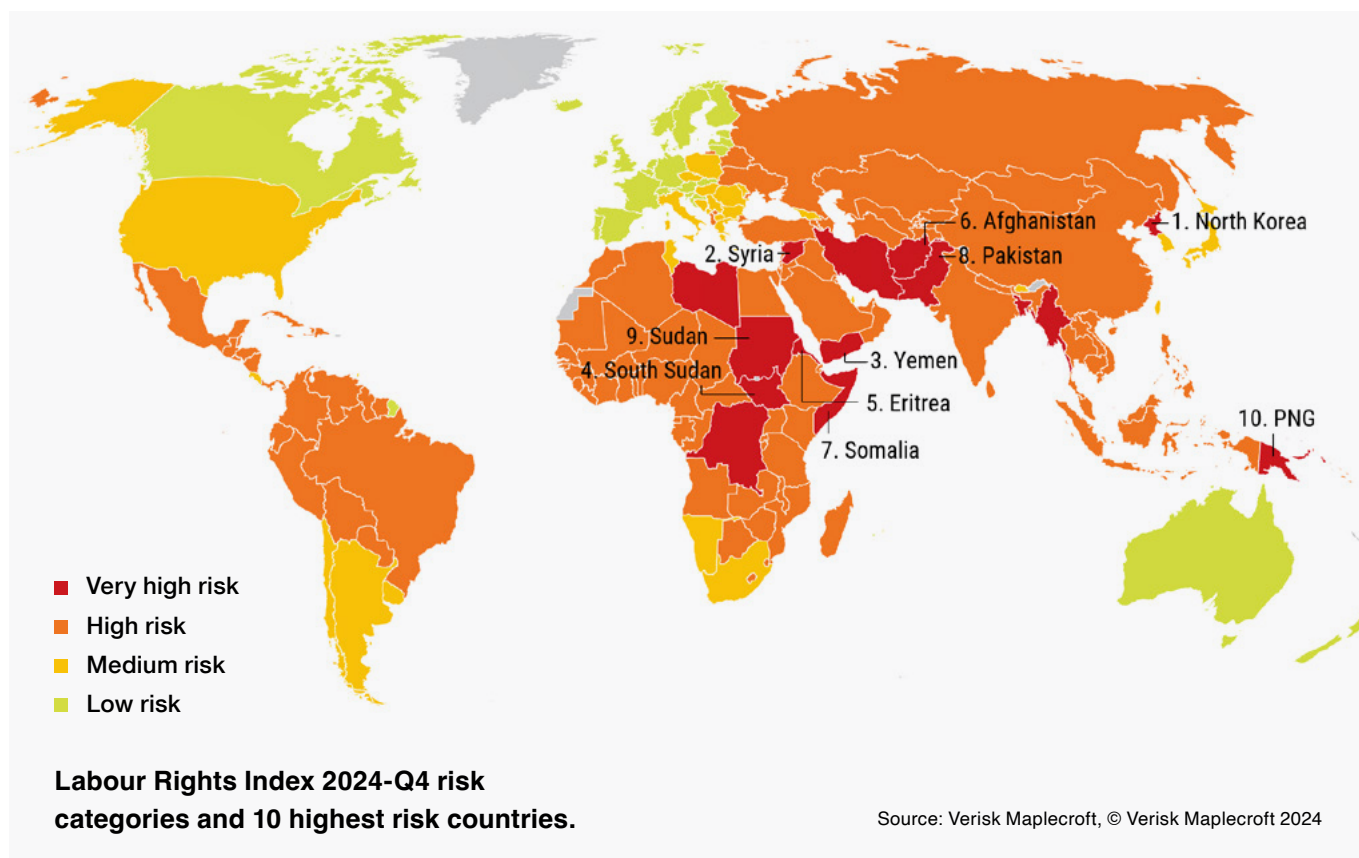 6. Afghanistan
1. North Korea
2. Syria
8. Pakistan
9. Sudan
3. Yemen
4. South Sudan
5. Eritrea
10. PNG
7. Somalia
Very high risk
High risk
Medium risk
Low risk
Labour Rights Index 2024-Q4 risk
categories and 10 highest risk countries.
Source: Verisk Maplecroft, © Verisk Maplecroft 2024